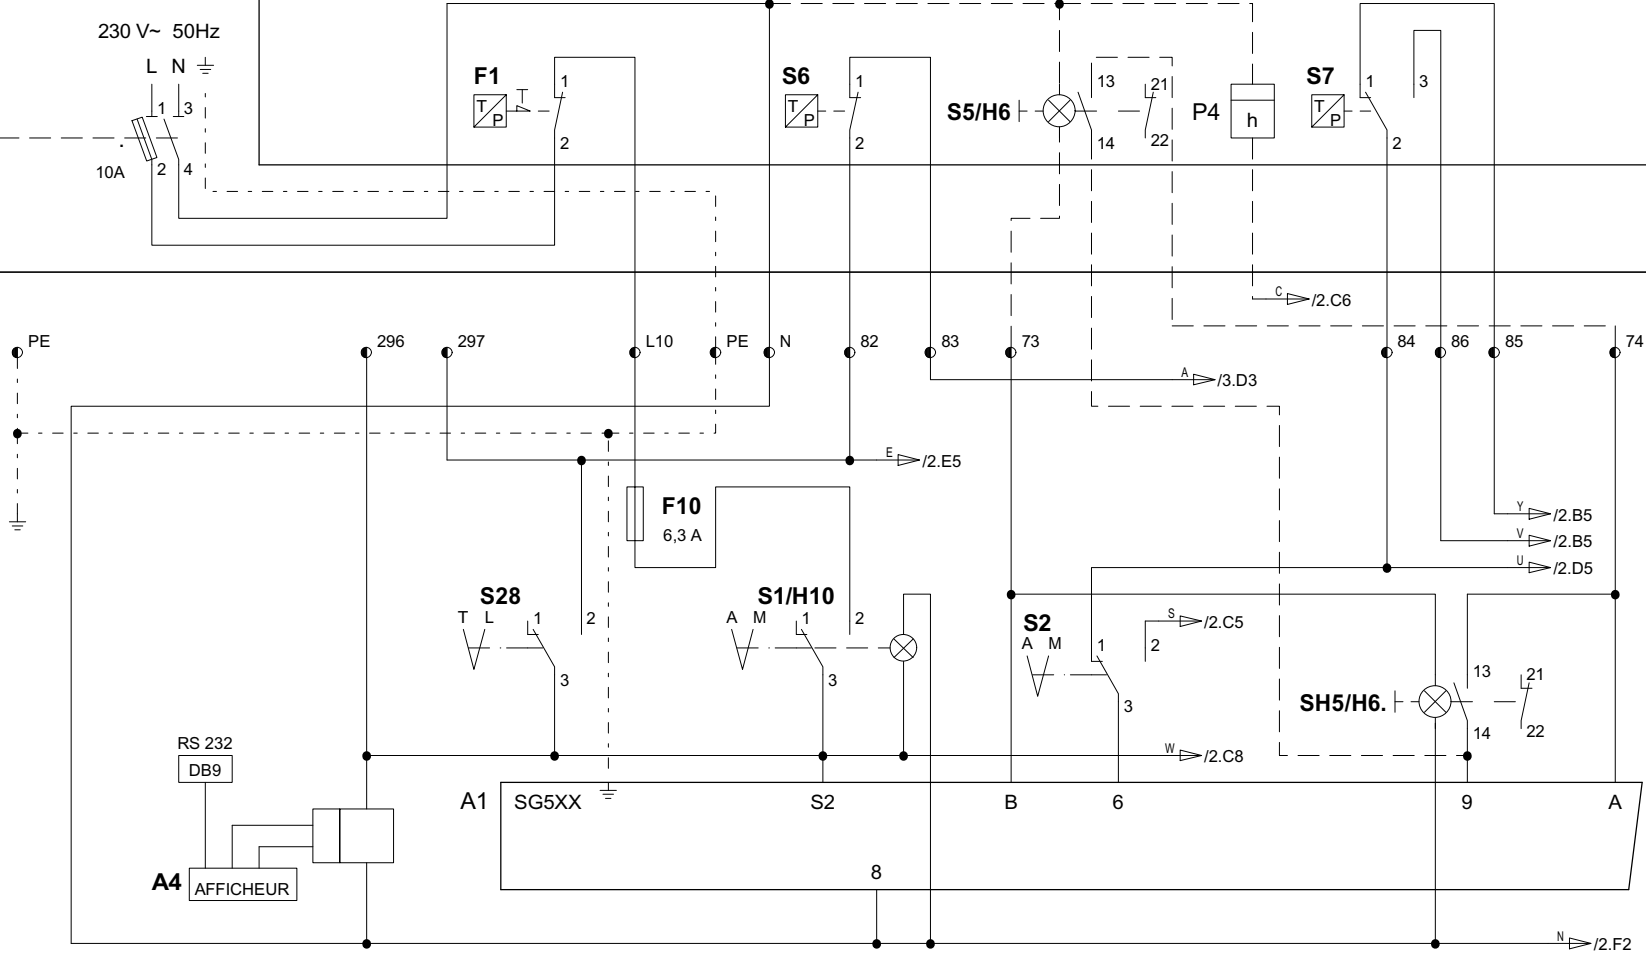 230 V~ 50Hz
L N
1 3
10A
2 4
F1
T
P
T
1
2
S6
T
P
1
2
S5/H6
13
14
21
22
P4
h
S7
T
P
1
3
2
C /2.C6
PE
296
297
L10
PE
N
82
83
73
84
86
85
74
A /3.D3
E /2.E5
F10
6,3 A
Y /2.B5
V /2.B5
U /2.D5
S28
T L
1
2
3
S1/H10
A M
1
2
3
S2
A M
1
2
3
S /2.C5
SH5/H6.
13
14
21
22
W /2.C8
RS 232
DB9
A4
AFFICHEUR
A1
SG5XX
S2
B
6
9
A
8
N /2.F2